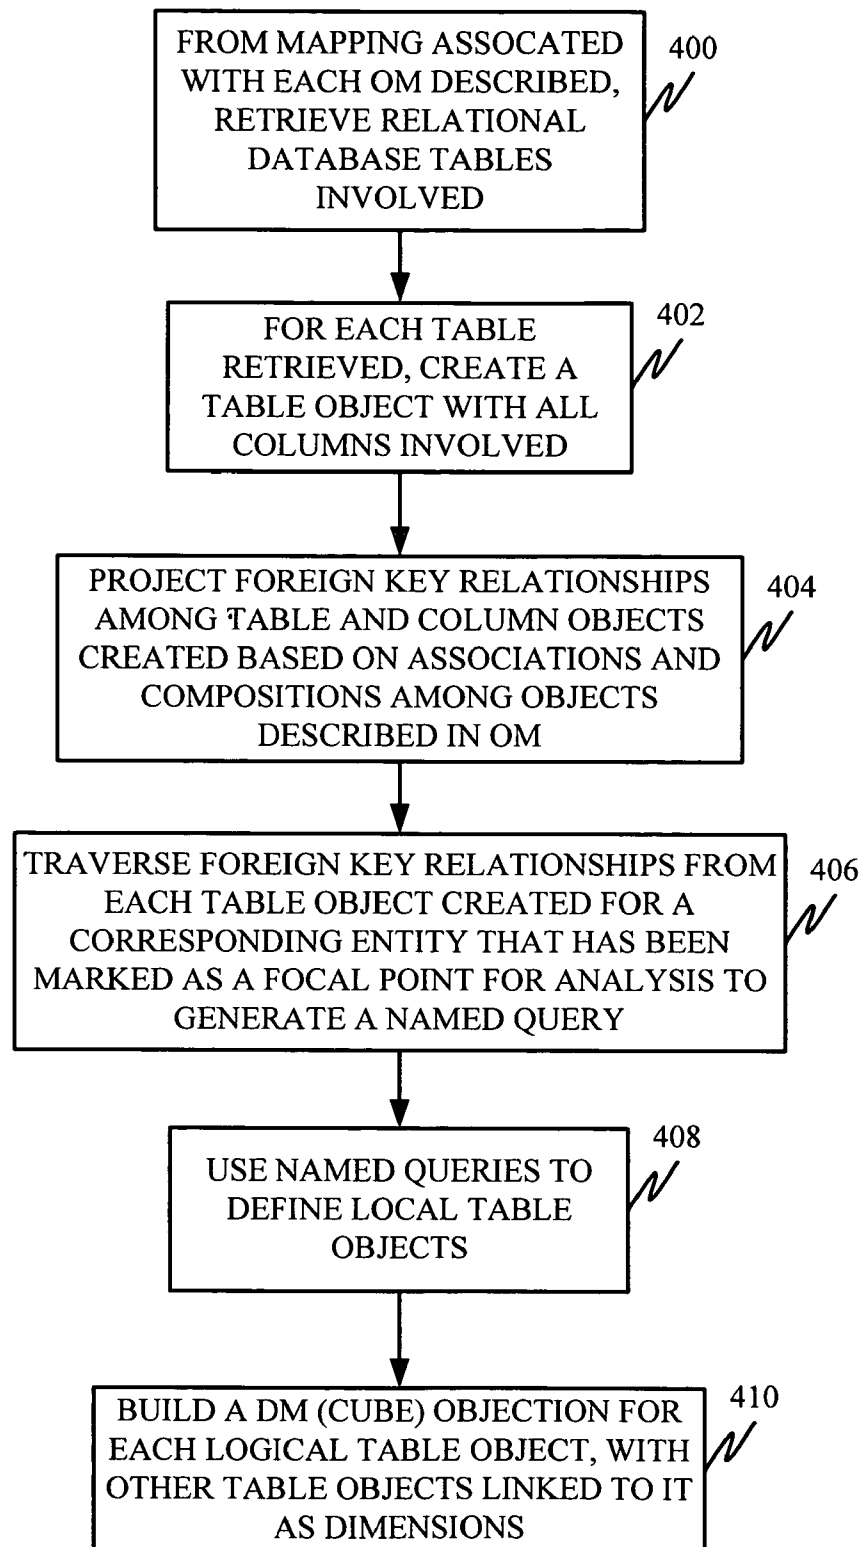 FROM MAPPING ASSOCATED
WITH EACH OM DESCRIBED,
RETRIEVE RELATIONAL
DATABASE TABLES
INVOLVED
400
FOR EACH TABLE
RETRIEVED, CREATE A
TABLE OBJECT WITH ALL
COLUMNS INVOLVED
402
PROJECT FOREIGN KEY RELATIONSHIPS
AMONG TABLE AND COLUMN OBJECTS
CREATED BASED ON ASSOCIATIONS AND
COMPOSITIONS AMONG OBJECTS
DESCRIBED IN OM
404
TRAVERSE FOREIGN KEY RELATIONSHIPS FROM
EACH TABLE OBJECT CREATED FOR A
CORRESPONDING ENTITY THAT HAS BEEN
MARKED AS A FOCAL POINT FOR ANALYSIS TO
GENERATE A NAMED QUERY
406
USE NAMED QUERIES TO
DEFINE LOCAL TABLE
OBJECTS
408
BUILD A DM (CUBE) OBJECTION FOR
EACH LOGICAL TABLE OBJECT, WITH
OTHER TABLE OBJECTS LINKED TO IT
AS DIMENSIONS
410